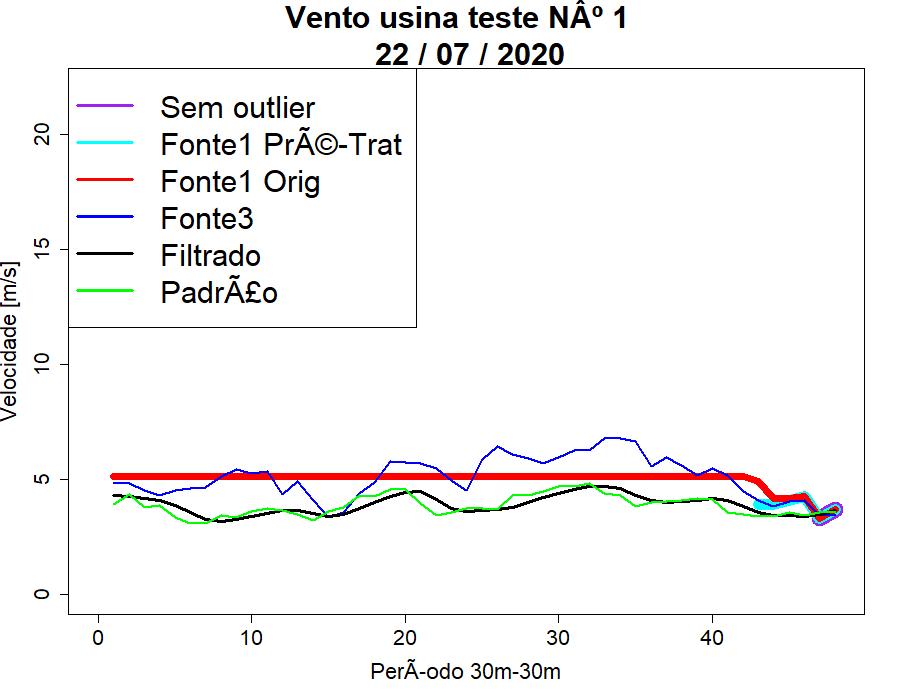 Vento usina teste NÂº 1
22 / 07 / 2020
Sem outlier
Fonte1 PrÃ©-Trat
Fonte1 Orig
Fonte3
Filtrado
PadrÃ£o
Velocidade [m/s]
20
15
10
5
0
0 10 20 30 40
PerÃ-odo 30m-30m